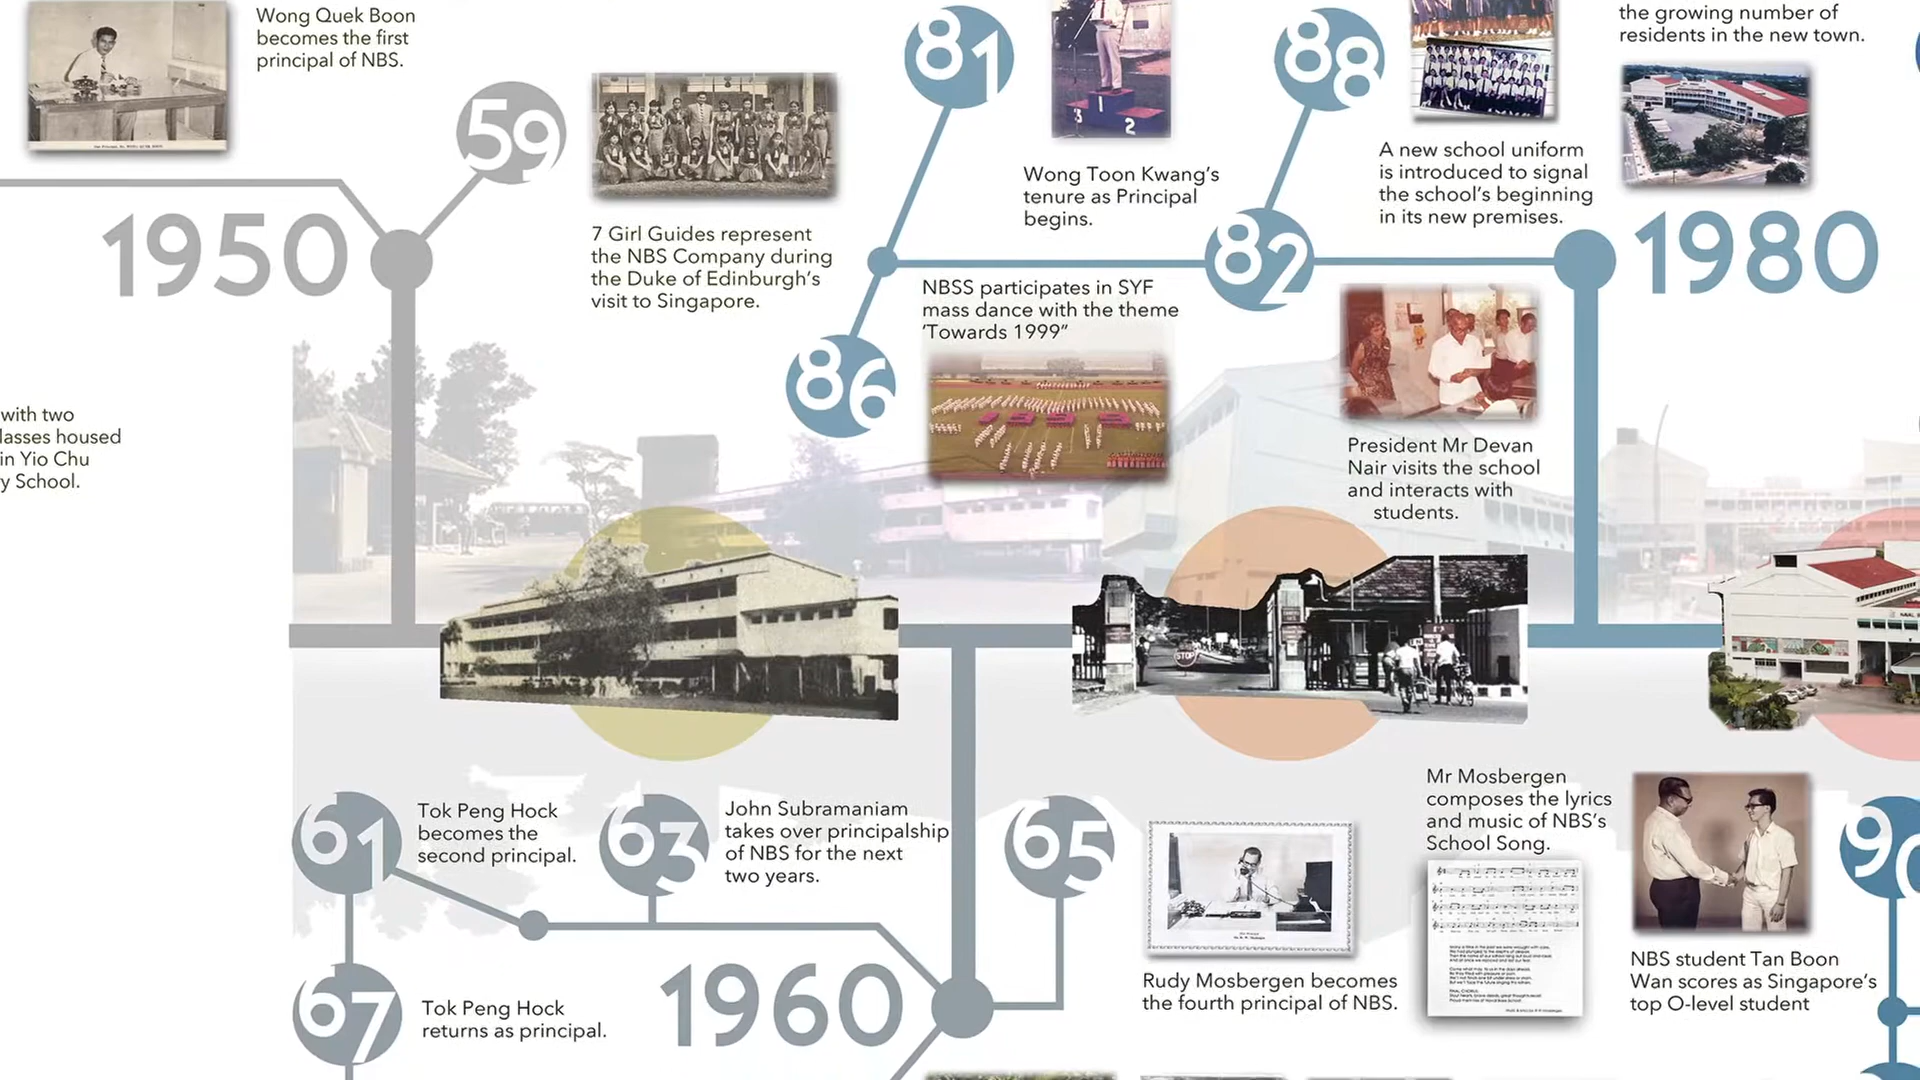 Wong Quek Boon
becomes the first
principal of NBS.
59
1950
7 Girl Guides represent
the NBS Company during
the Duke of Edinburgh's
visit to Singapore.
with two
lasses housed
in Yio Chu
y School.
81
3 1 2
Wong Toon Kwang's
tenure as Principal
begins.
88
A new school uniform
is introduced to signal
the school's beginning
in its new premises.
the growing number of
residents in the new town.
82
1980
86
NBSS participates in SYF
mass dance with the theme
'Towards 1999"
President Mr Devan
Nair visits the school
and interacts with
students.
STOP
61
Tok Peng Hock
becomes the
second principal.
63
John Subramaniam
takes over principalship
of NBS for the next
two years.
65
Rudy Mosbergen becomes
the fourth principal of NBS.
Mr Mosbergen
composes the lyrics
and music of NBS's
School Song.
NBS student Tan Boon
Wan scores as Singapore's
top O-level student
90
67
Tok Peng Hock
returns as principal.
1960